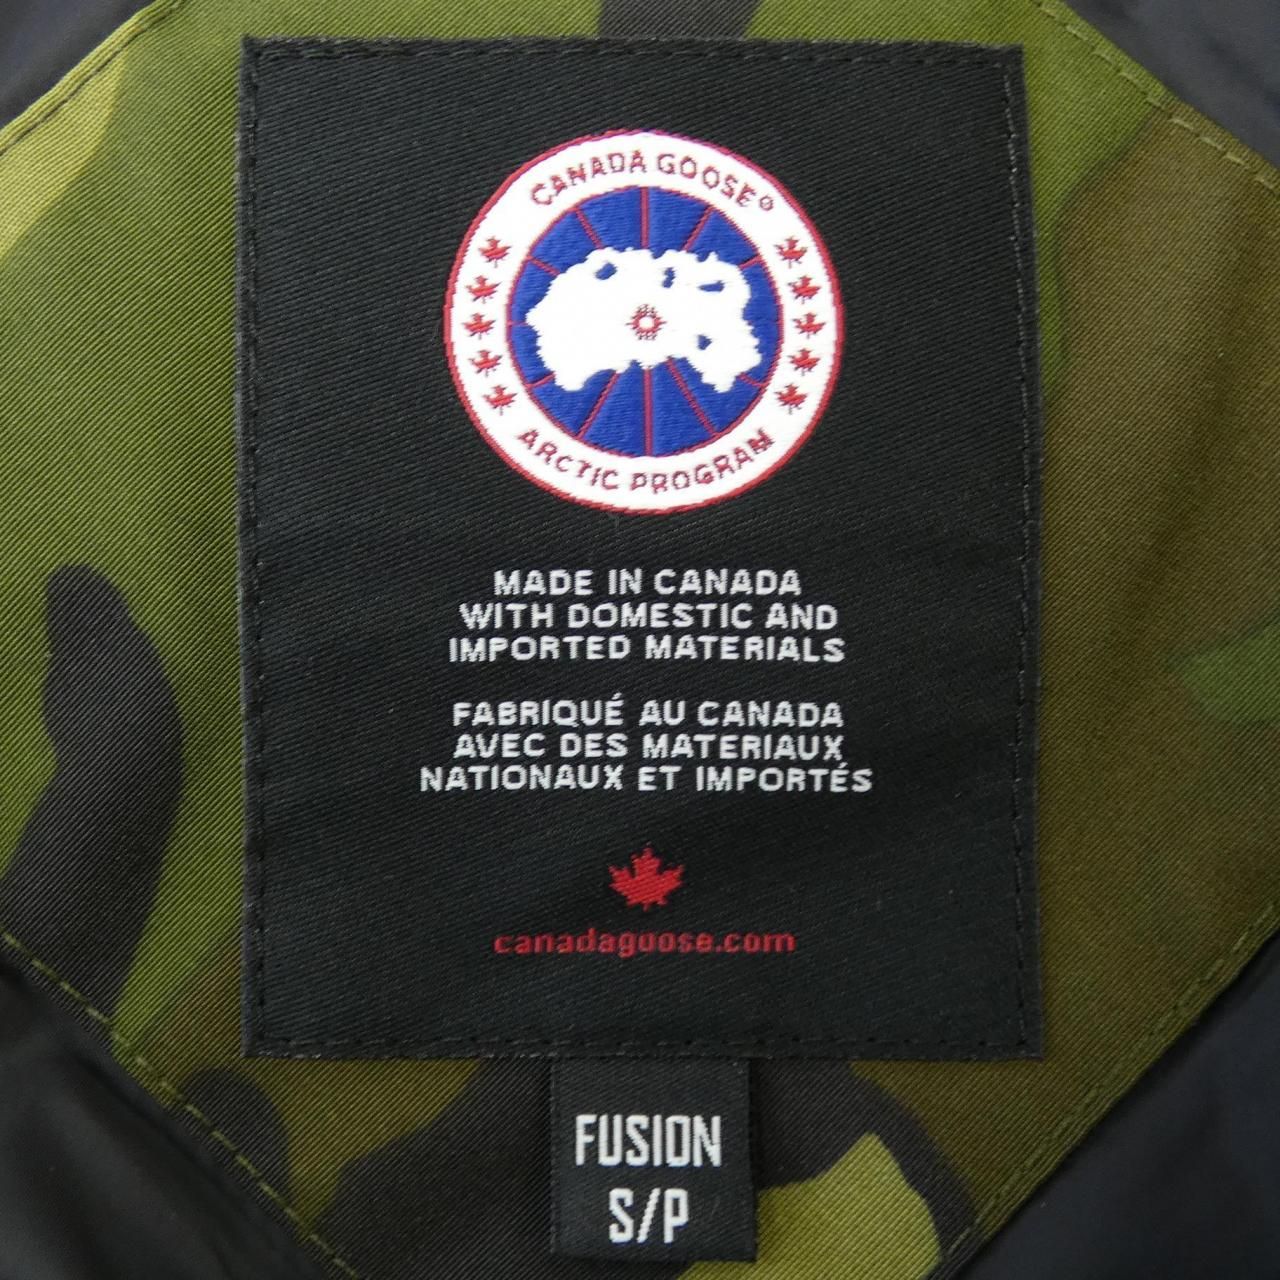 CANADA GOOSE®
ARCTIC PROGRAM
MADE IN CANADA
WITH DOMESTIC AND
IMPORTED MATERIALS
FABRIQUÉ AU CANADA
AVEC DES MATERIAUX
NATIONAUX ET IMPORTÉS
canadagoose.com
FUSION
S/P